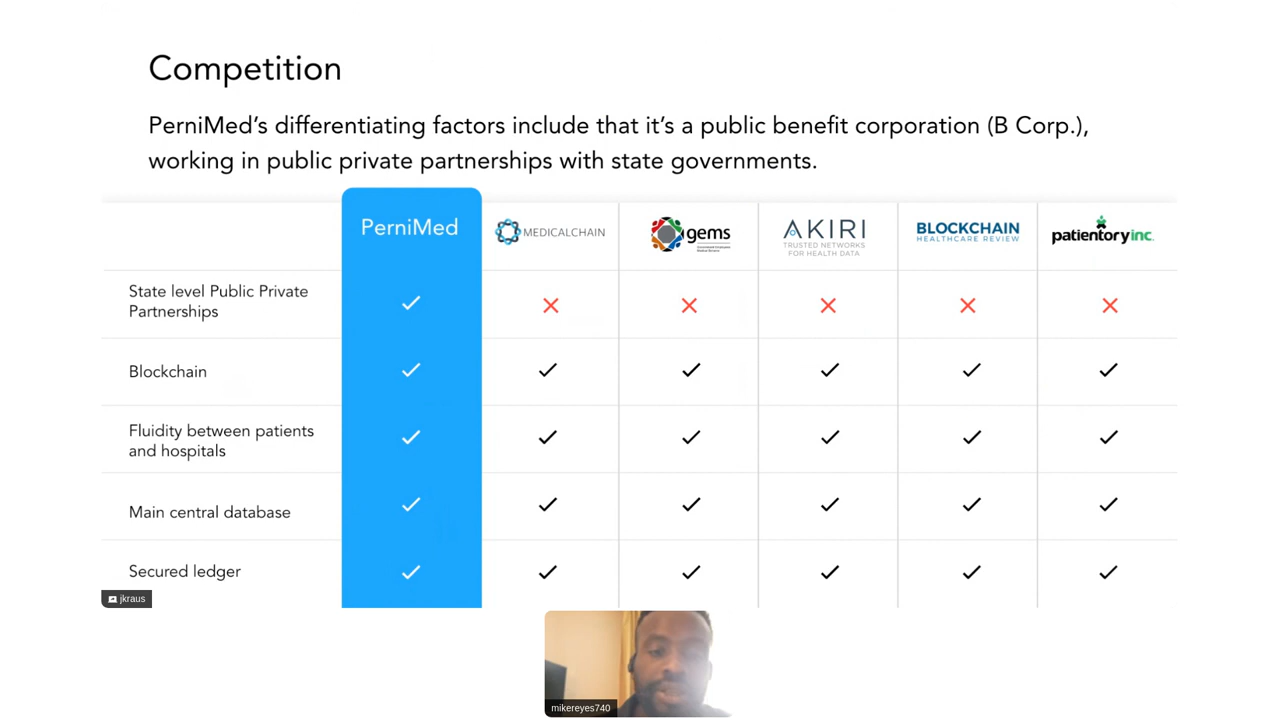 Competition
PerniMed's differentiating factors include that it's a public benefit corporation (B Corp.),
working in public private partnerships with state governments.
PerniMed
MEDICALCHAIN
gems
AKIRI
TRUSTED NETWORKS
FOR HEALTH DATA
BLOCKCHAIN
HEALTHCARE REVIEW
patientory inc.
State level Public Private
Partnerships
Blockchain
Fluidity between patients
and hospitals
Main central database
Secured ledger
jkraus
mikereyes740